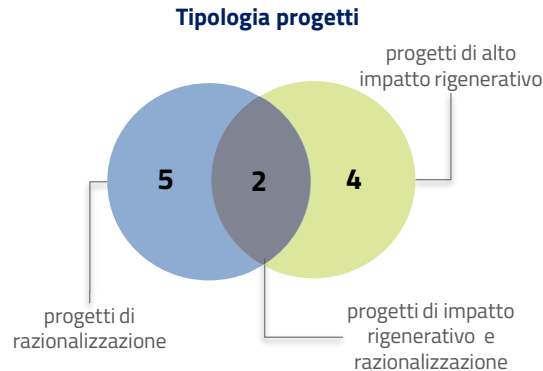 Tipologia progetti
progetti di alto
impatto rigenerativo
5
2
4
progetti di
razionalizzazione
progetti di impatto
rigenerativo e
razionalizzazione